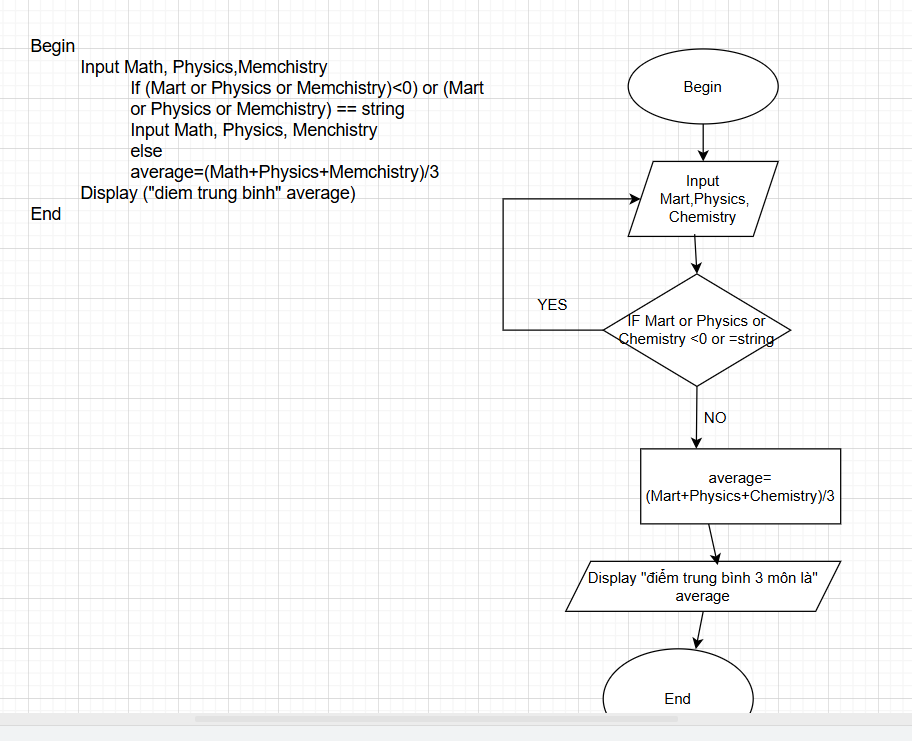 Begin
Input Math, Physics,Memchistry
If (Mart or Physics or Memchistry)<0) or (Mart
or Physics or Memchistry) == string
Input Math, Physics, Menchistry
else
average=(Math+Physics+Memchistry)/3
Display ("diem trung binh" average)
End
Begin
Input
Mart,Physics,
Chemistry
YES
IF Mart or Physics or
Chemistry <0 or =string
NO
average=
(Mart+Physics+Chemistry)/3
Display "điểm trung bình 3 môn là"
average
End